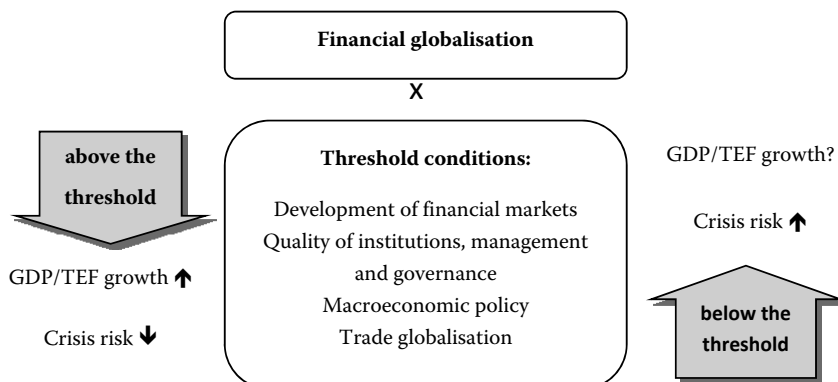 Financial globalisation
X
above the
threshold
GDP/TEF growth ↑
Crisis risk ↓
Threshold conditions:
Development of financial markets
Quality of institutions, management
and governance
Macroeconomic policy
Trade globalisation
GDP/TEF growth?
Crisis risk ↑
below the
threshold